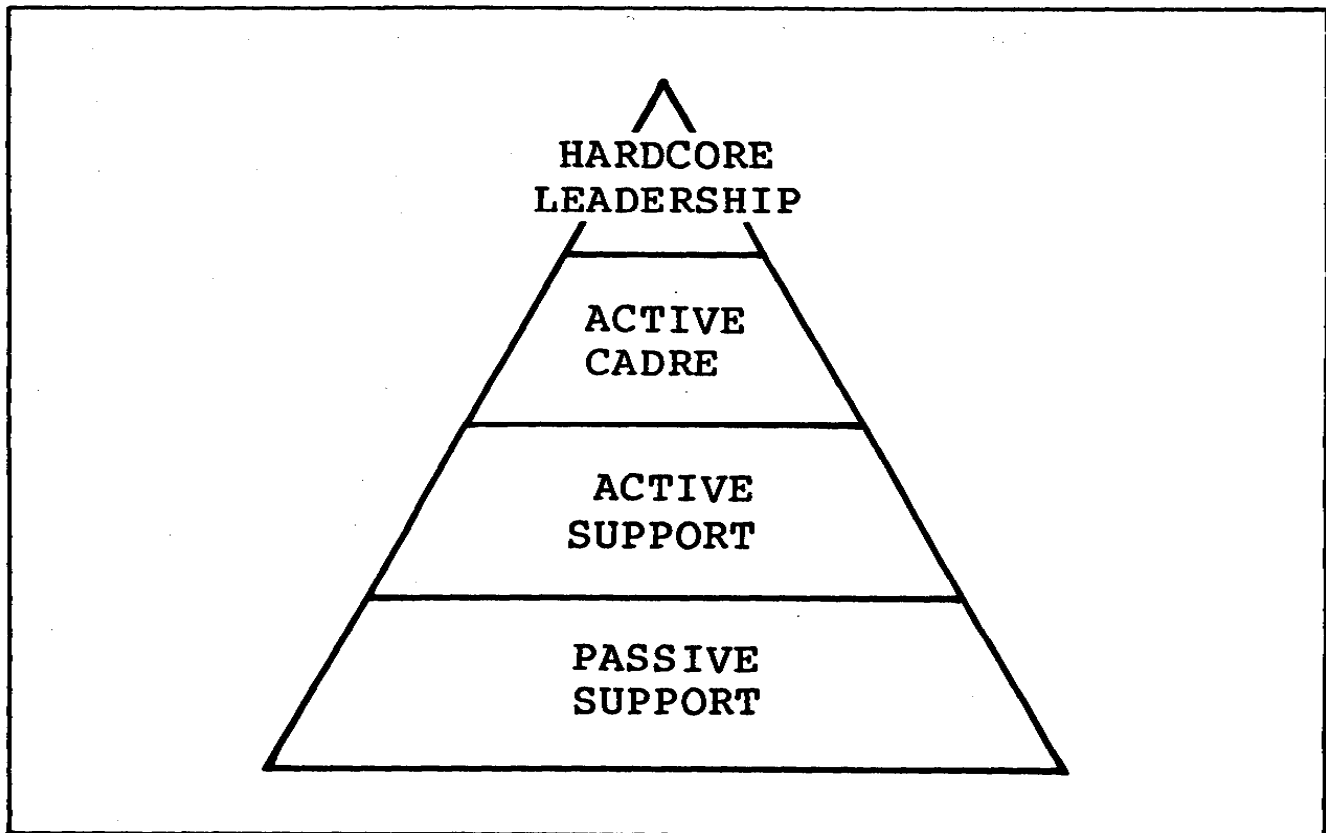 HARDCORE
LEADERSHIP
ACTIVE
CADRE
ACTIVE
SUPPORT
PASSIVE
SUPPORT